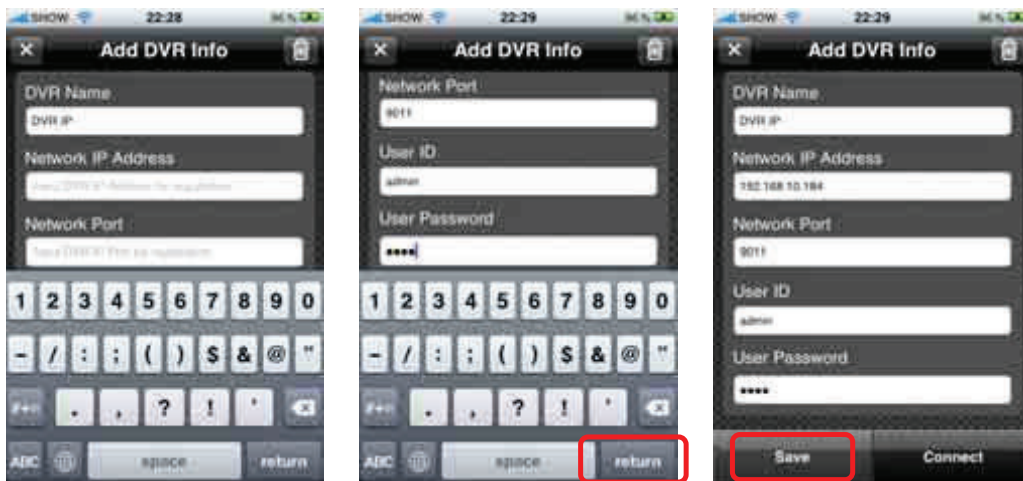 SHOW 22:28
Add DVR Info
DVR Name
DVR IP
Network IP Address
Network Port
1 2 3 4 5 6 7 8 9 0
- / : ; ( ) $ & @ "
. , ? ! '
ABC space return
SHOW 22:29
Add DVR Info
Network Port
9011
User ID
admin
User Password
••••
1 2 3 4 5 6 7 8 9 0
- / : ; ( ) $ & @ "
#+= . , ? ! '
ABC space return
SHOW 22:29
Add DVR Info
DVR Name
DVR IP
Network IP Address
192.168.10.184
Network Port
9011
User ID
admin
User Password
••••
Save Connect